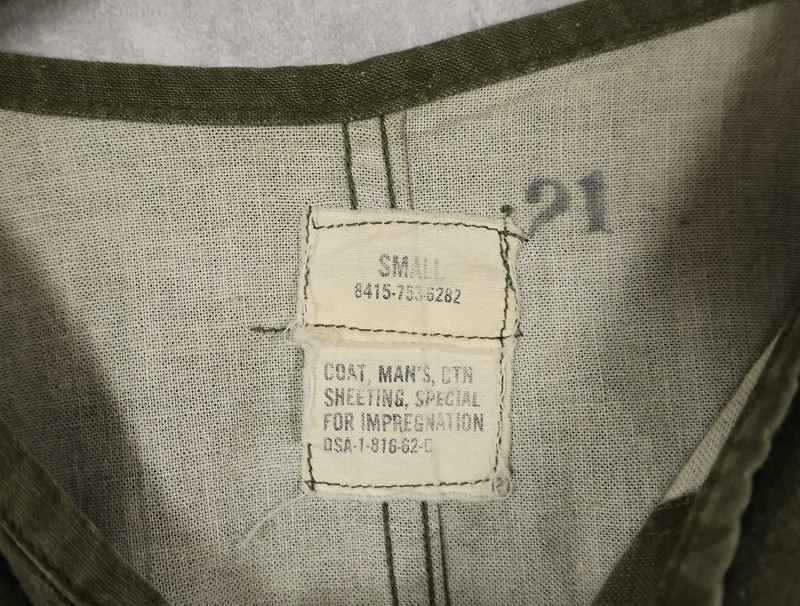 21
SMALL
8415-753-6282
COAT, MAN'S, CTN
SHEETING, SPECIAL
FOR IMPREGNATION
DSA-1-816-62-C